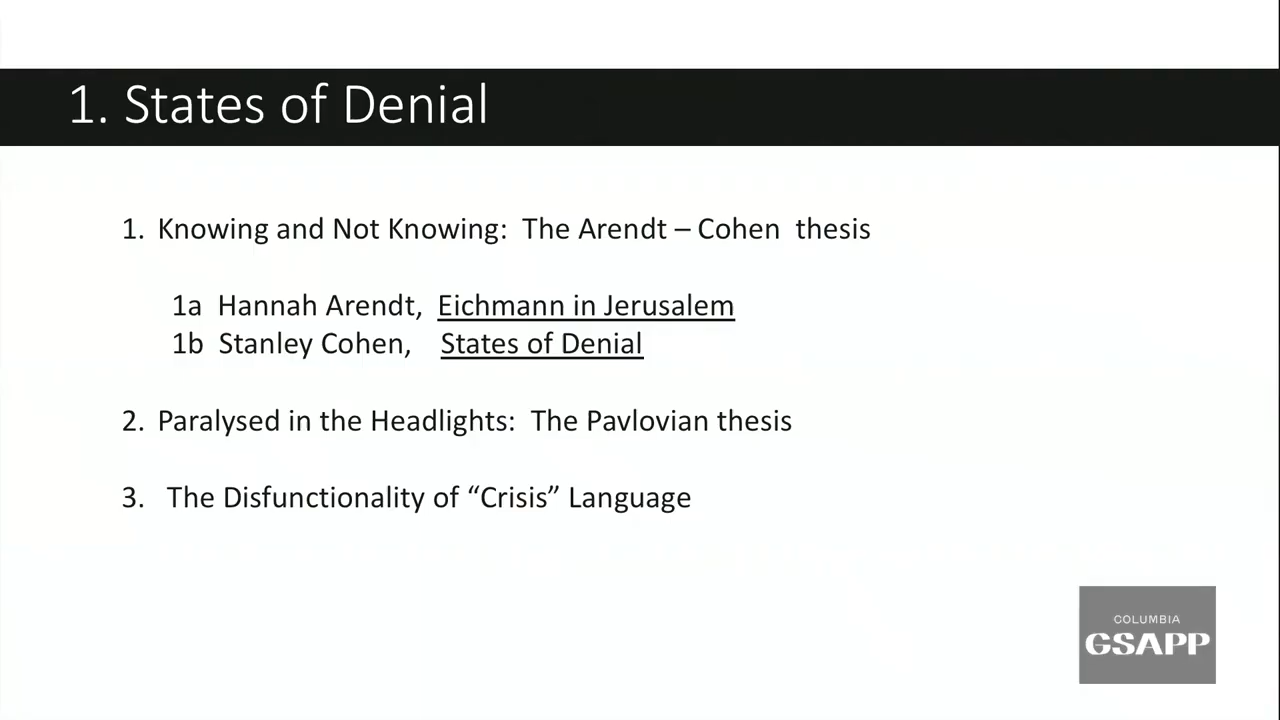 1. States of Denial
1. Knowing and Not Knowing: The Arendt – Cohen thesis
1a Hannah Arendt, Eichmann in Jerusalem
1b Stanley Cohen, States of Denial
2. Paralysed in the Headlights: The Pavlovian thesis
3. The Disfunctionality of “Crisis” Language
COLUMBIA
GSAPP